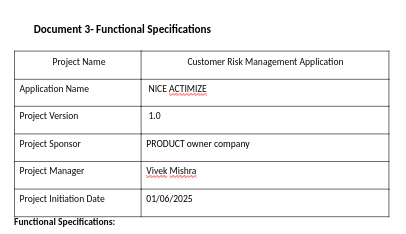 Document 3- Functional Specifications
Project Name Customer Risk Management Application
Application Name NICE ACTIMIZE
Project Version 1.0
Project Sponsor PRODUCT owner company
Project Manager Vivek Mishra
Project Initiation Date 01/06/2025
Functional Specifications: